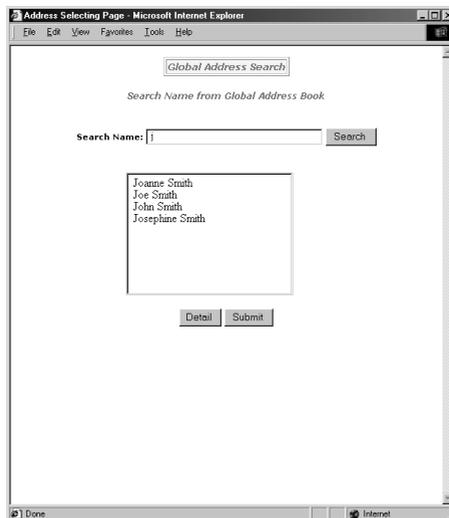 Address Selecting Page - Microsoft Internet Explorer
File Edit View Favorites Tools Help
Global Address Search
Search Name from Global Address Book
Search Name: j Search
Joanne Smith
Joe Smith
John Smith
Josephine Smith
Detail Submit
Done Internet